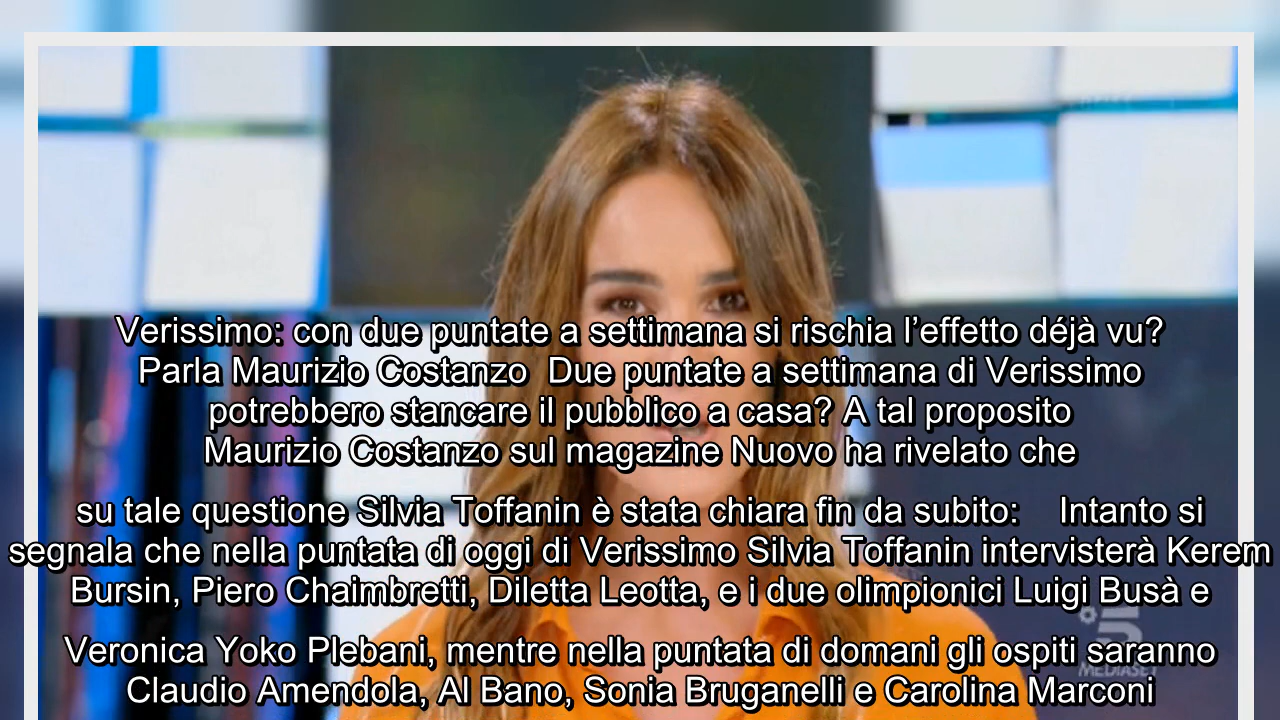 Verissimo: con due puntate a settimana si rischia l’effetto déjà vu?
Parla Maurizio Costanzo  Due puntate a settimana di Verissimo
potrebbero stancare il pubblico a casa? A tal proposito
Maurizio Costanzo sul magazine Nuovo ha rivelato che
su tale questione Silvia Toffanin è stata chiara fin da subito:    Intanto si
segnala che nella puntata di oggi di Verissimo Silvia Toffanin intervisterà Kerem
Bursin, Piero Chaimbretti, Diletta Leotta, e i due olimpionici Luigi Busà e
Veronica Yoko Plebani, mentre nella puntata di domani gli ospiti saranno
Claudio Amendola, Al Bano, Sonia Bruganelli e Carolina Marconi
5
MEDIASET